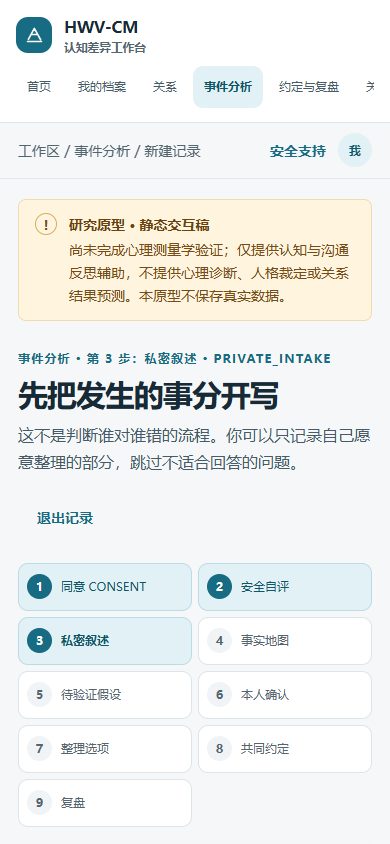 HWV-CM
认知差异工作台
首页 我的档案 关系 事件分析 约定与复盘
工作区 / 事件分析 / 新建记录 安全支持 我
! 研究原型 • 静态交互稿
尚未完成心理测量学验证；仅提供认知与沟通
反思辅助，不提供心理诊断、人格裁定或关系
结果预测。本原型不保存真实数据。
事件分析 • 第 3 步：私密叙述 • PRIVATE_INTAKE
先把发生的事分开写
这不是判断谁对谁错的流程。你可以只记录自己愿
意整理的部分，跳过不适合回答的问题。
退出记录
1 同意 CONSENT 2 安全自评
3 私密叙述 4 事实地图
5 待验证假设 6 本人确认
7 整理选项 8 共同约定
9 复盘